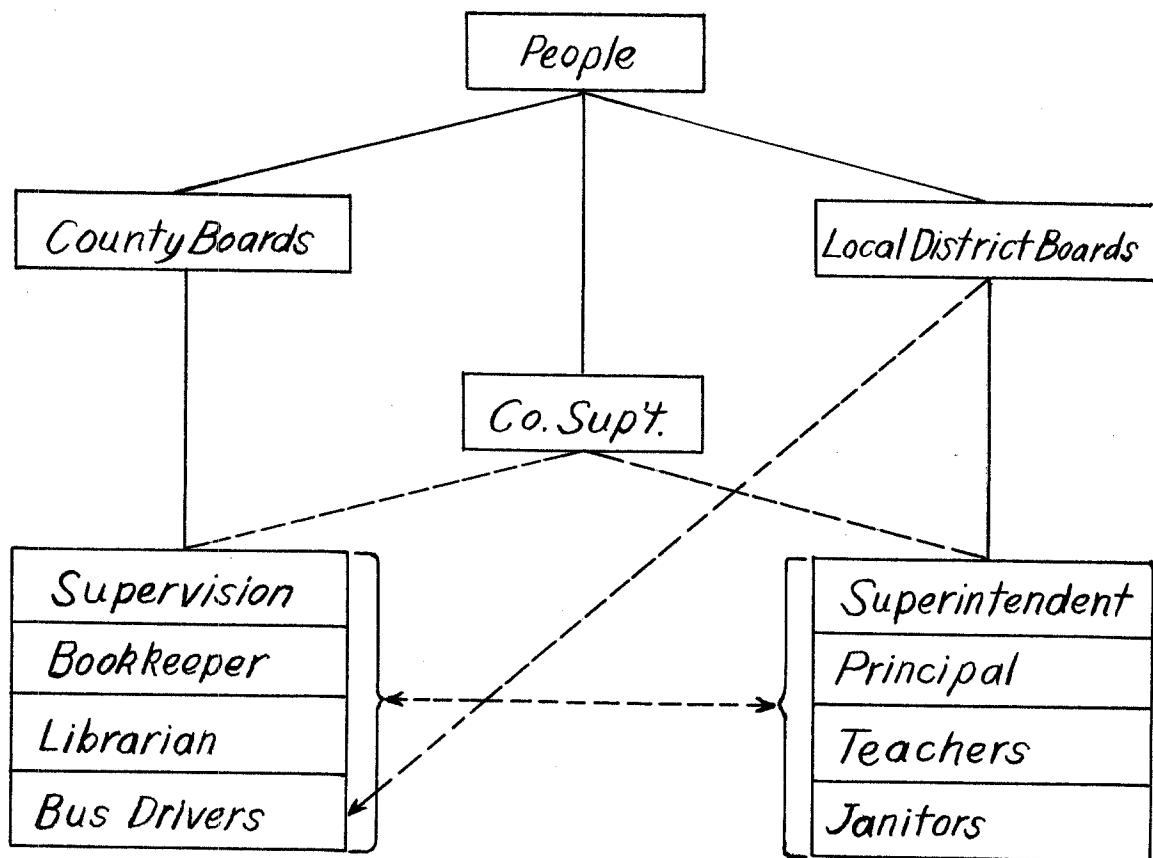 People
County Boards
Local District Boards
Co. Sup't.
Supervision
Bookkeeper
Librarian
Bus Drivers
Superintendent
Principal
Teachers
Janitors